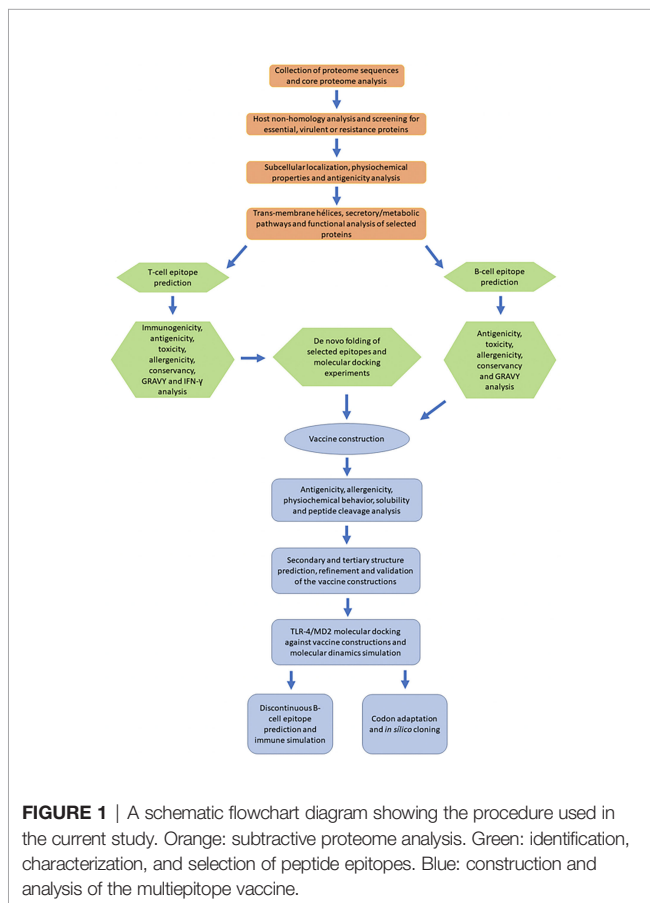 Collection of proteome sequences
and core proteome analysis
Host non-homology analysis and screening for
essential, virulent or resistance proteins
Subcellular localization, physiochemical
properties and antigenicity analysis
Trans-membrane hélices, secretory/metabolic
pathways and functional analysis of selected
proteins
T-cell epitope
prediction
B-cell epitope
prediction
Immunogenicity,
antigenicity,
toxicity,
allergenicity,
conservancy,
GRAVY and IFN-γ
analysis
De novo folding of
selected epitopes and
molecular docking
experiments
Antigenicity,
toxicity,
allergenicity,
conservancy
and GRAVY
analysis
Vaccine construction
Antigenicity, allergenicity,
physiochemical behavior, solubility
and peptide cleavage analysis
Secondary and tertiary structure
prediction, refinement and validation
of the vaccine constructions
TLR-4/MD2 molecular docking
against vaccine constructions and
molecular dinamics simulation
Discontinuous B-
cell epitope
prediction and
immune simulation
Codon adaptation
and in sílico cloning
FIGURE 1 | A schematic flowchart diagram showing the procedure used in
the current study. Orange: subtractive proteome analysis. Green: identification,
characterization, and selection of peptide epitopes. Blue: construction and
analysis of the multiepitope vaccine.